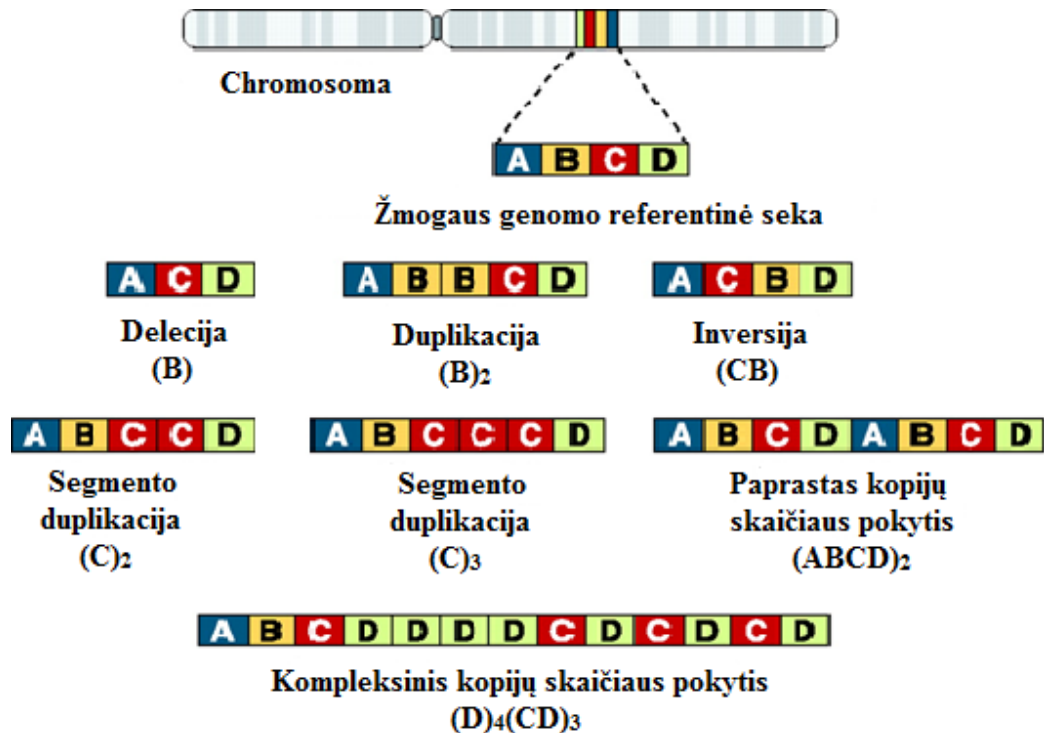 Chromosoma
A B C D
Žmogaus genomo referentinė seka
A C D
Delecija
(B)
A B B C D
Duplikacija
(B)₂
A C B D
Inversija
(CB)
A B C C D
Segmento
duplikacija
(C)₂
A B C C C D
Segmento
duplikacija
(C)₃
A B C D A B C D
Paprastas kopijų
skaičiaus pokytis
(ABCD)₂
A B C D D D D C D C D C D
Kompleksinis kopijų skaičiaus pokytis
(D)₄(CD)₃